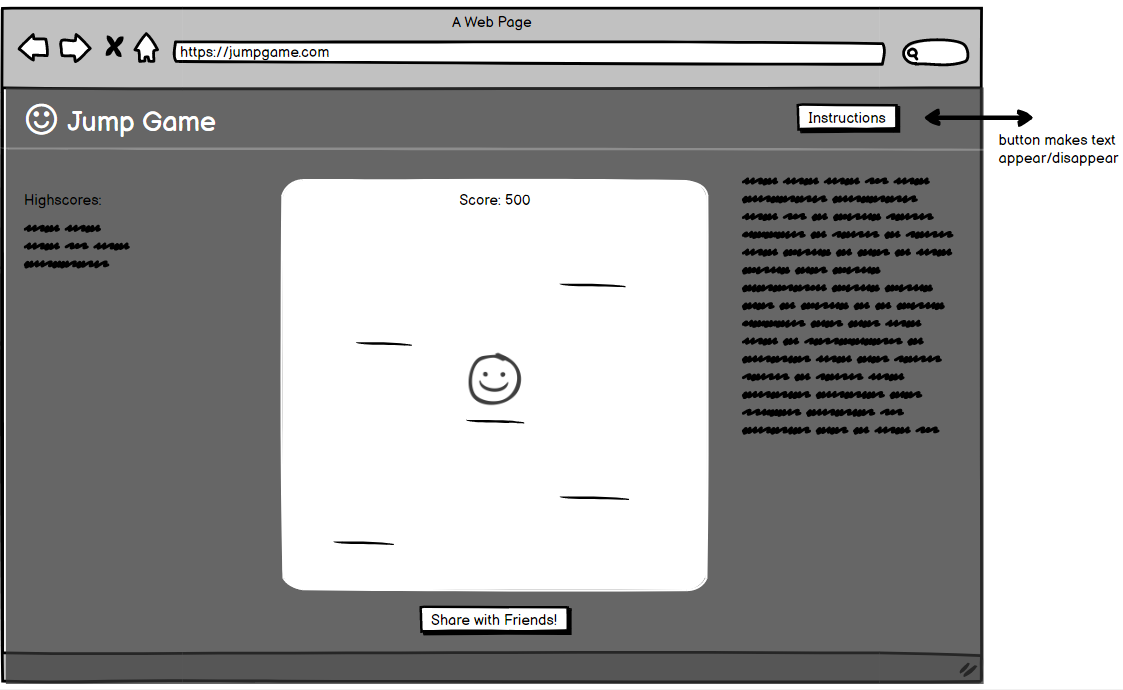 A Web Page
https://jumpgame.com
Jump Game
Instructions
button makes text
appear/disappear
Highscores:
Score: 500
Share with Friends!